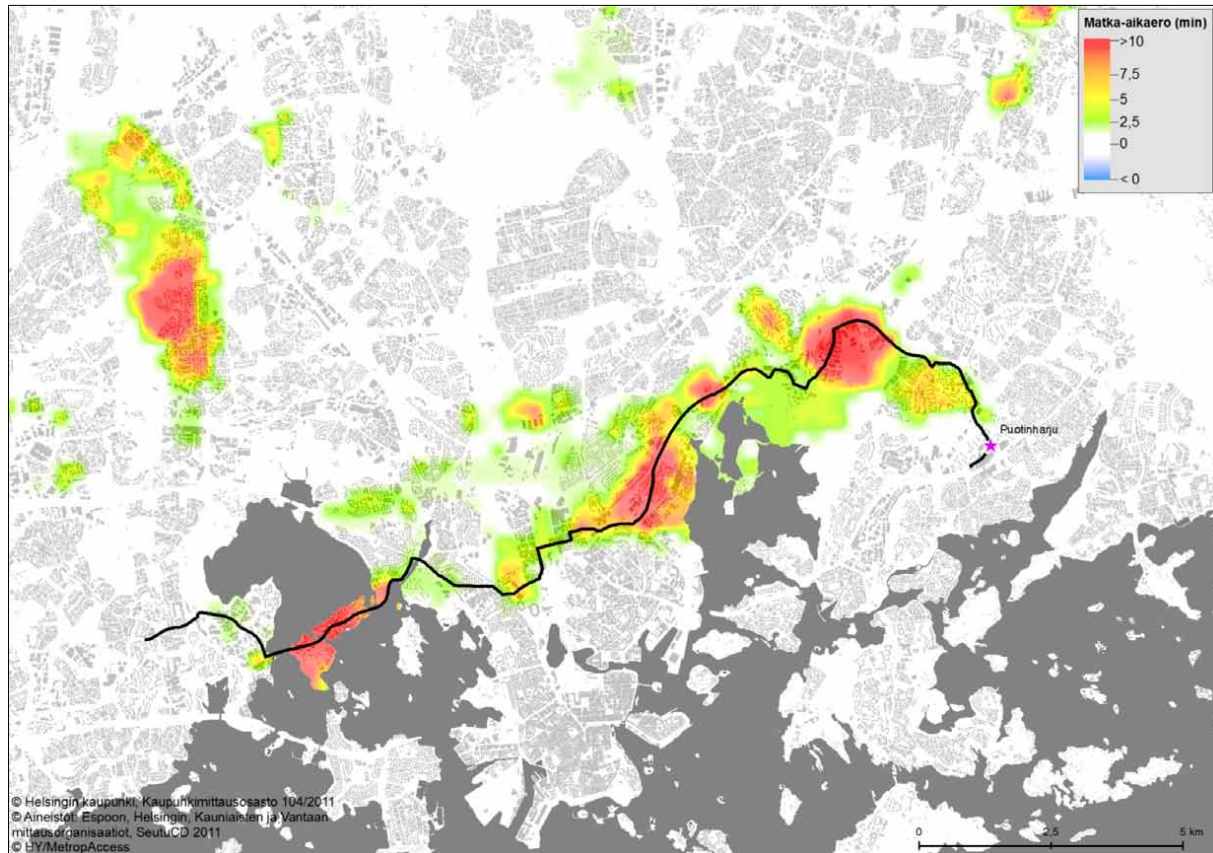 Matka-aikaero (min)
>10
7,5
5
2,5
0
< 0
Puotinharju
© Helsingin kaupunki, Kaupunkimittausosasto 104/2011
© Aineistot: Espoon, Helsingin, Kauniaisten ja Vantaan
mittausorganisaatiot, SeutuCD 2011
© HY/MetropAccess
0 2,5 5 km